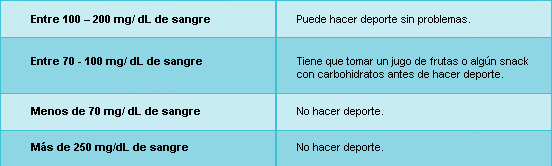 Entre 100 – 200 mg/ dL de sangre
Puede hacer deporte sin problemas.
Entre 70 - 100 mg/ dL de sangre
Tiene que tomar un jugo de frutas o algún snack
con carbohidratos antes de hacer deporte.
Menos de 70 mg/ dL de sangre
No hacer deporte.
Más de 250 mg/dL de sangre
No hacer deporte.